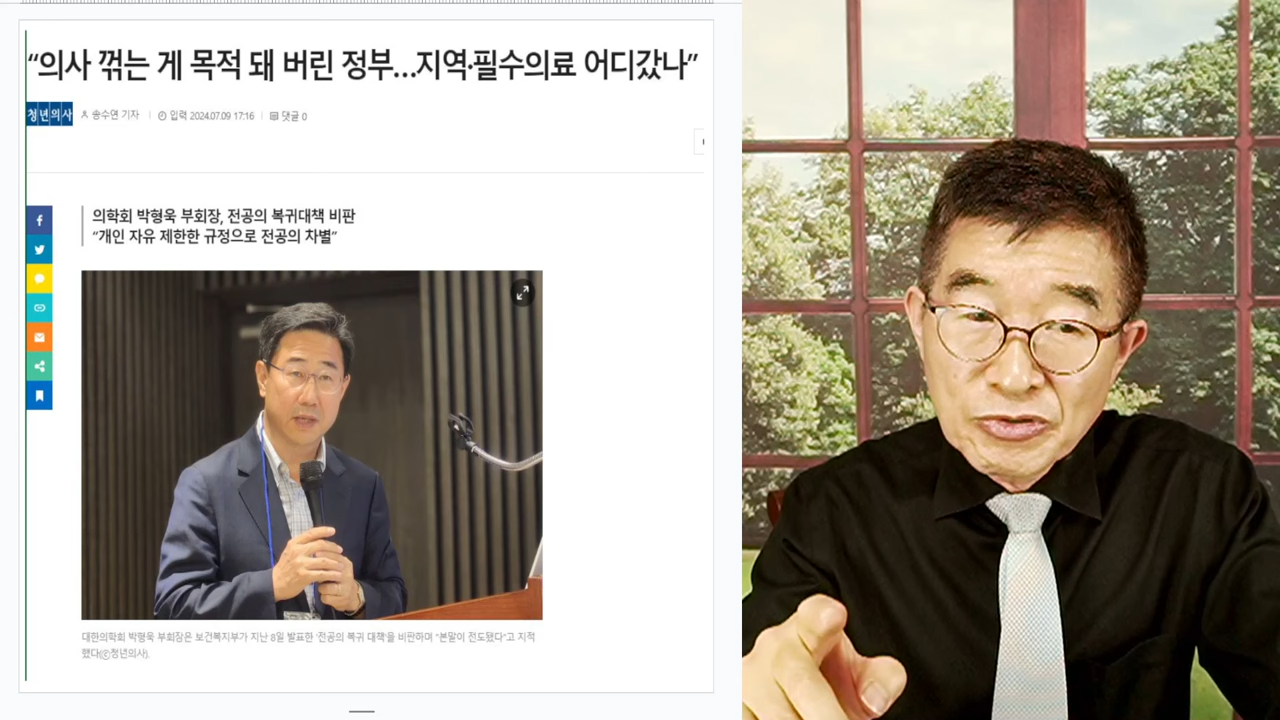 “의사 꺾는 게 목적 돼 버린 정부…지역·필수의료 어디갔나”
청년의사 송수연 기자 입력 2024.07.09 17:16 댓글 0
의학회 박형욱 부회장, 전공의 복귀대책 비판
“개인 자유 제한한 규정으로 전공의 차별”
대한의학회 박형욱 부회장은 보건복지부가 지난 8일 발표한 '전공의 복귀 대책'을 비판하며 "본말이 전도됐다"고 지적
했다(ⓒ청년의사).